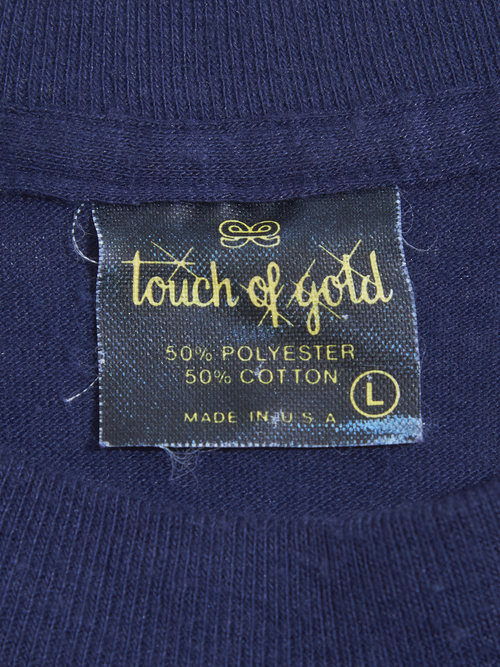 touch of gold
50% POLYESTER
50% COTTON
L
MADE IN U.S.A